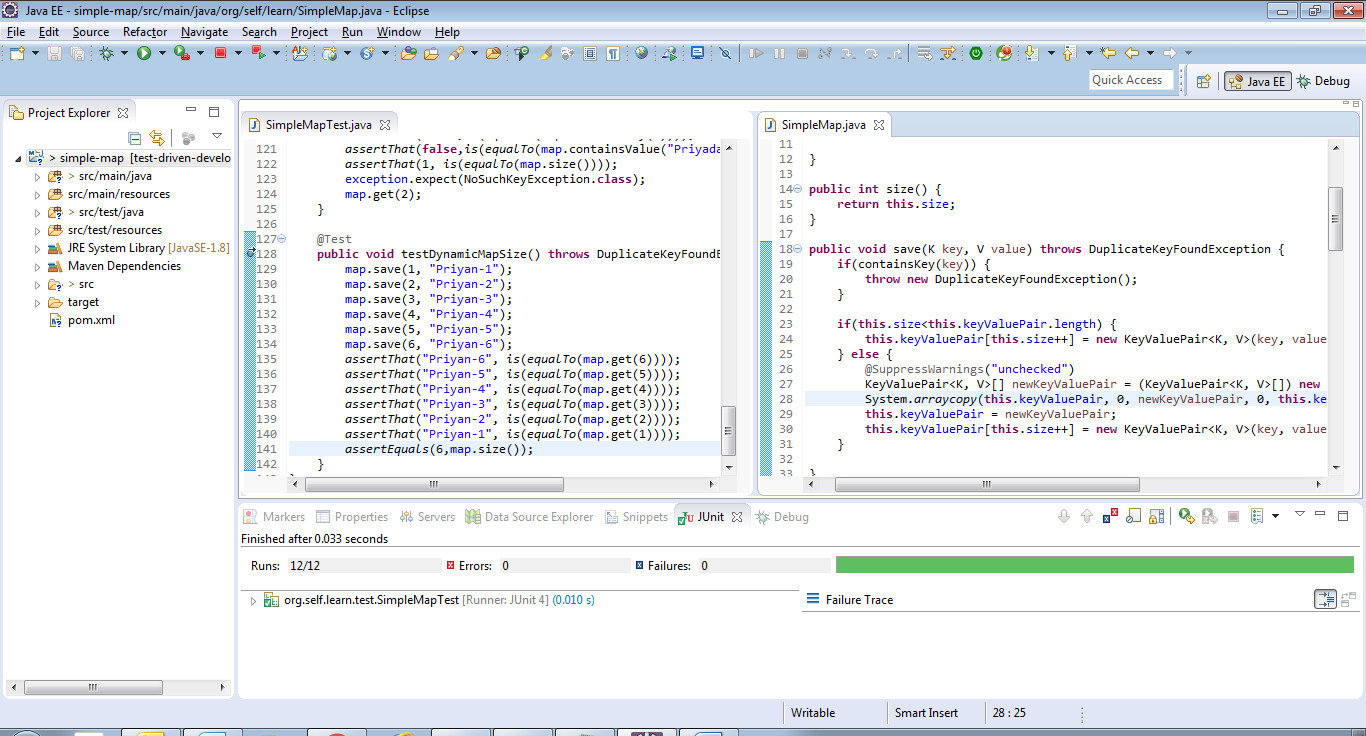 Java EE - simple-map/src/main/java/org/self/learn/SimpleMap.java - Eclipse
File Edit Source Refactor Navigate Search Project Run Window Help
Quick Access
Java EE
Debug
Project Explorer
> simple-map [test-driven-develo
> src/main/java
src/main/resources
> src/test/java
src/test/resources
JRE System Library [JavaSE-1.8]
Maven Dependencies
> src
target
pom.xml
SimpleMapTest.java
121
122 assertThat(1, is(equalTo(map.size())));
123 exception.expect(NoSuchKeyException.class);
124 map.get(2);
125 }
126
127 @Test
128 public void testDynamicMapSize() throws DuplicateKeyFoundE
129 map.save(1, "Priyan-1");
130 map.save(2, "Priyan-2");
131 map.save(3, "Priyan-3");
132 map.save(4, "Priyan-4");
133 map.save(5, "Priyan-5");
134 map.save(6, "Priyan-6");
135 assertThat("Priyan-6", is(equalTo(map.get(6))));
136 assertThat("Priyan-5", is(equalTo(map.get(5))));
137 assertThat("Priyan-4", is(equalTo(map.get(4))));
138 assertThat("Priyan-3", is(equalTo(map.get(3))));
139 assertThat("Priyan-2", is(equalTo(map.get(2))));
140 assertThat("Priyan-1", is(equalTo(map.get(1))));
141 assertEquals(6,map.size());
142 }
SimpleMap.java
11
12 }
13
14 public int size() {
15 return this.size;
16 }
17
18 public void save(K key, V value) throws DuplicateKeyFoundException {
19 if(containsKey(key)) {
20 throw new DuplicateKeyFoundException();
21 }
22
23 if(this.size<this.keyValuePair.length) {
24 this.keyValuePair[this.size++] = new KeyValuePair<K, V>(key, value
25 } else {
26 @SuppressWarnings("unchecked")
27 KeyValuePair<K, V>[] newKeyValuePair = (KeyValuePair<K, V>[]) new
28 System.arraycopy(this.keyValuePair, 0, newKeyValuePair, 0, this.ke
29 this.keyValuePair = newKeyValuePair;
30 this.keyValuePair[this.size++] = new KeyValuePair<K, V>(key, value
31 }
32
33 }
Markers Properties Servers Data Source Explorer Snippets JUnit Debug
Finished after 0.033 seconds
Runs: 12/12 Errors: 0 Failures: 0
org.self.learn.test.SimpleMapTest [Runner: JUnit 4] (0.010 s)
Failure Trace
Writable Smart Insert 28 : 25